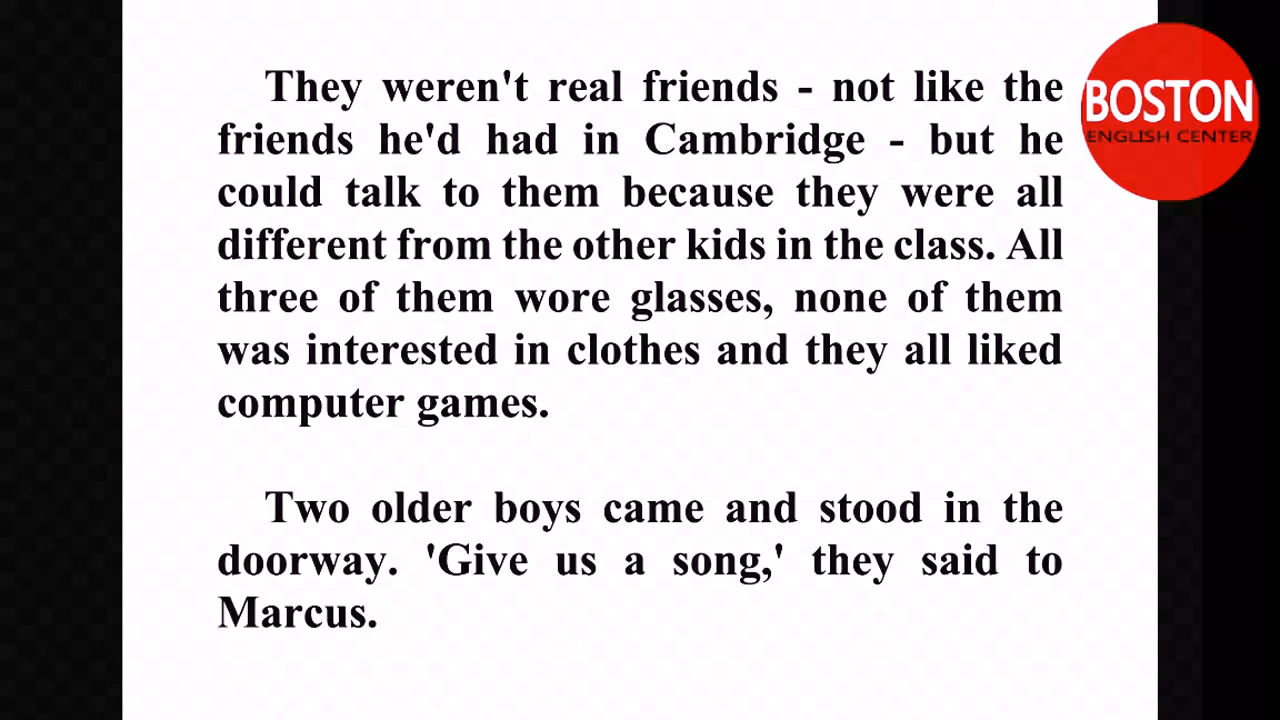 They weren't real friends - not like the
friends he'd had in Cambridge - but he
could talk to them because they were all
different from the other kids in the class. All
three of them wore glasses, none of them
was interested in clothes and they all liked
computer games.
Two older boys came and stood in the
doorway. 'Give us a song,' they said to
Marcus.
BOSTON
ENGLISH CENTER